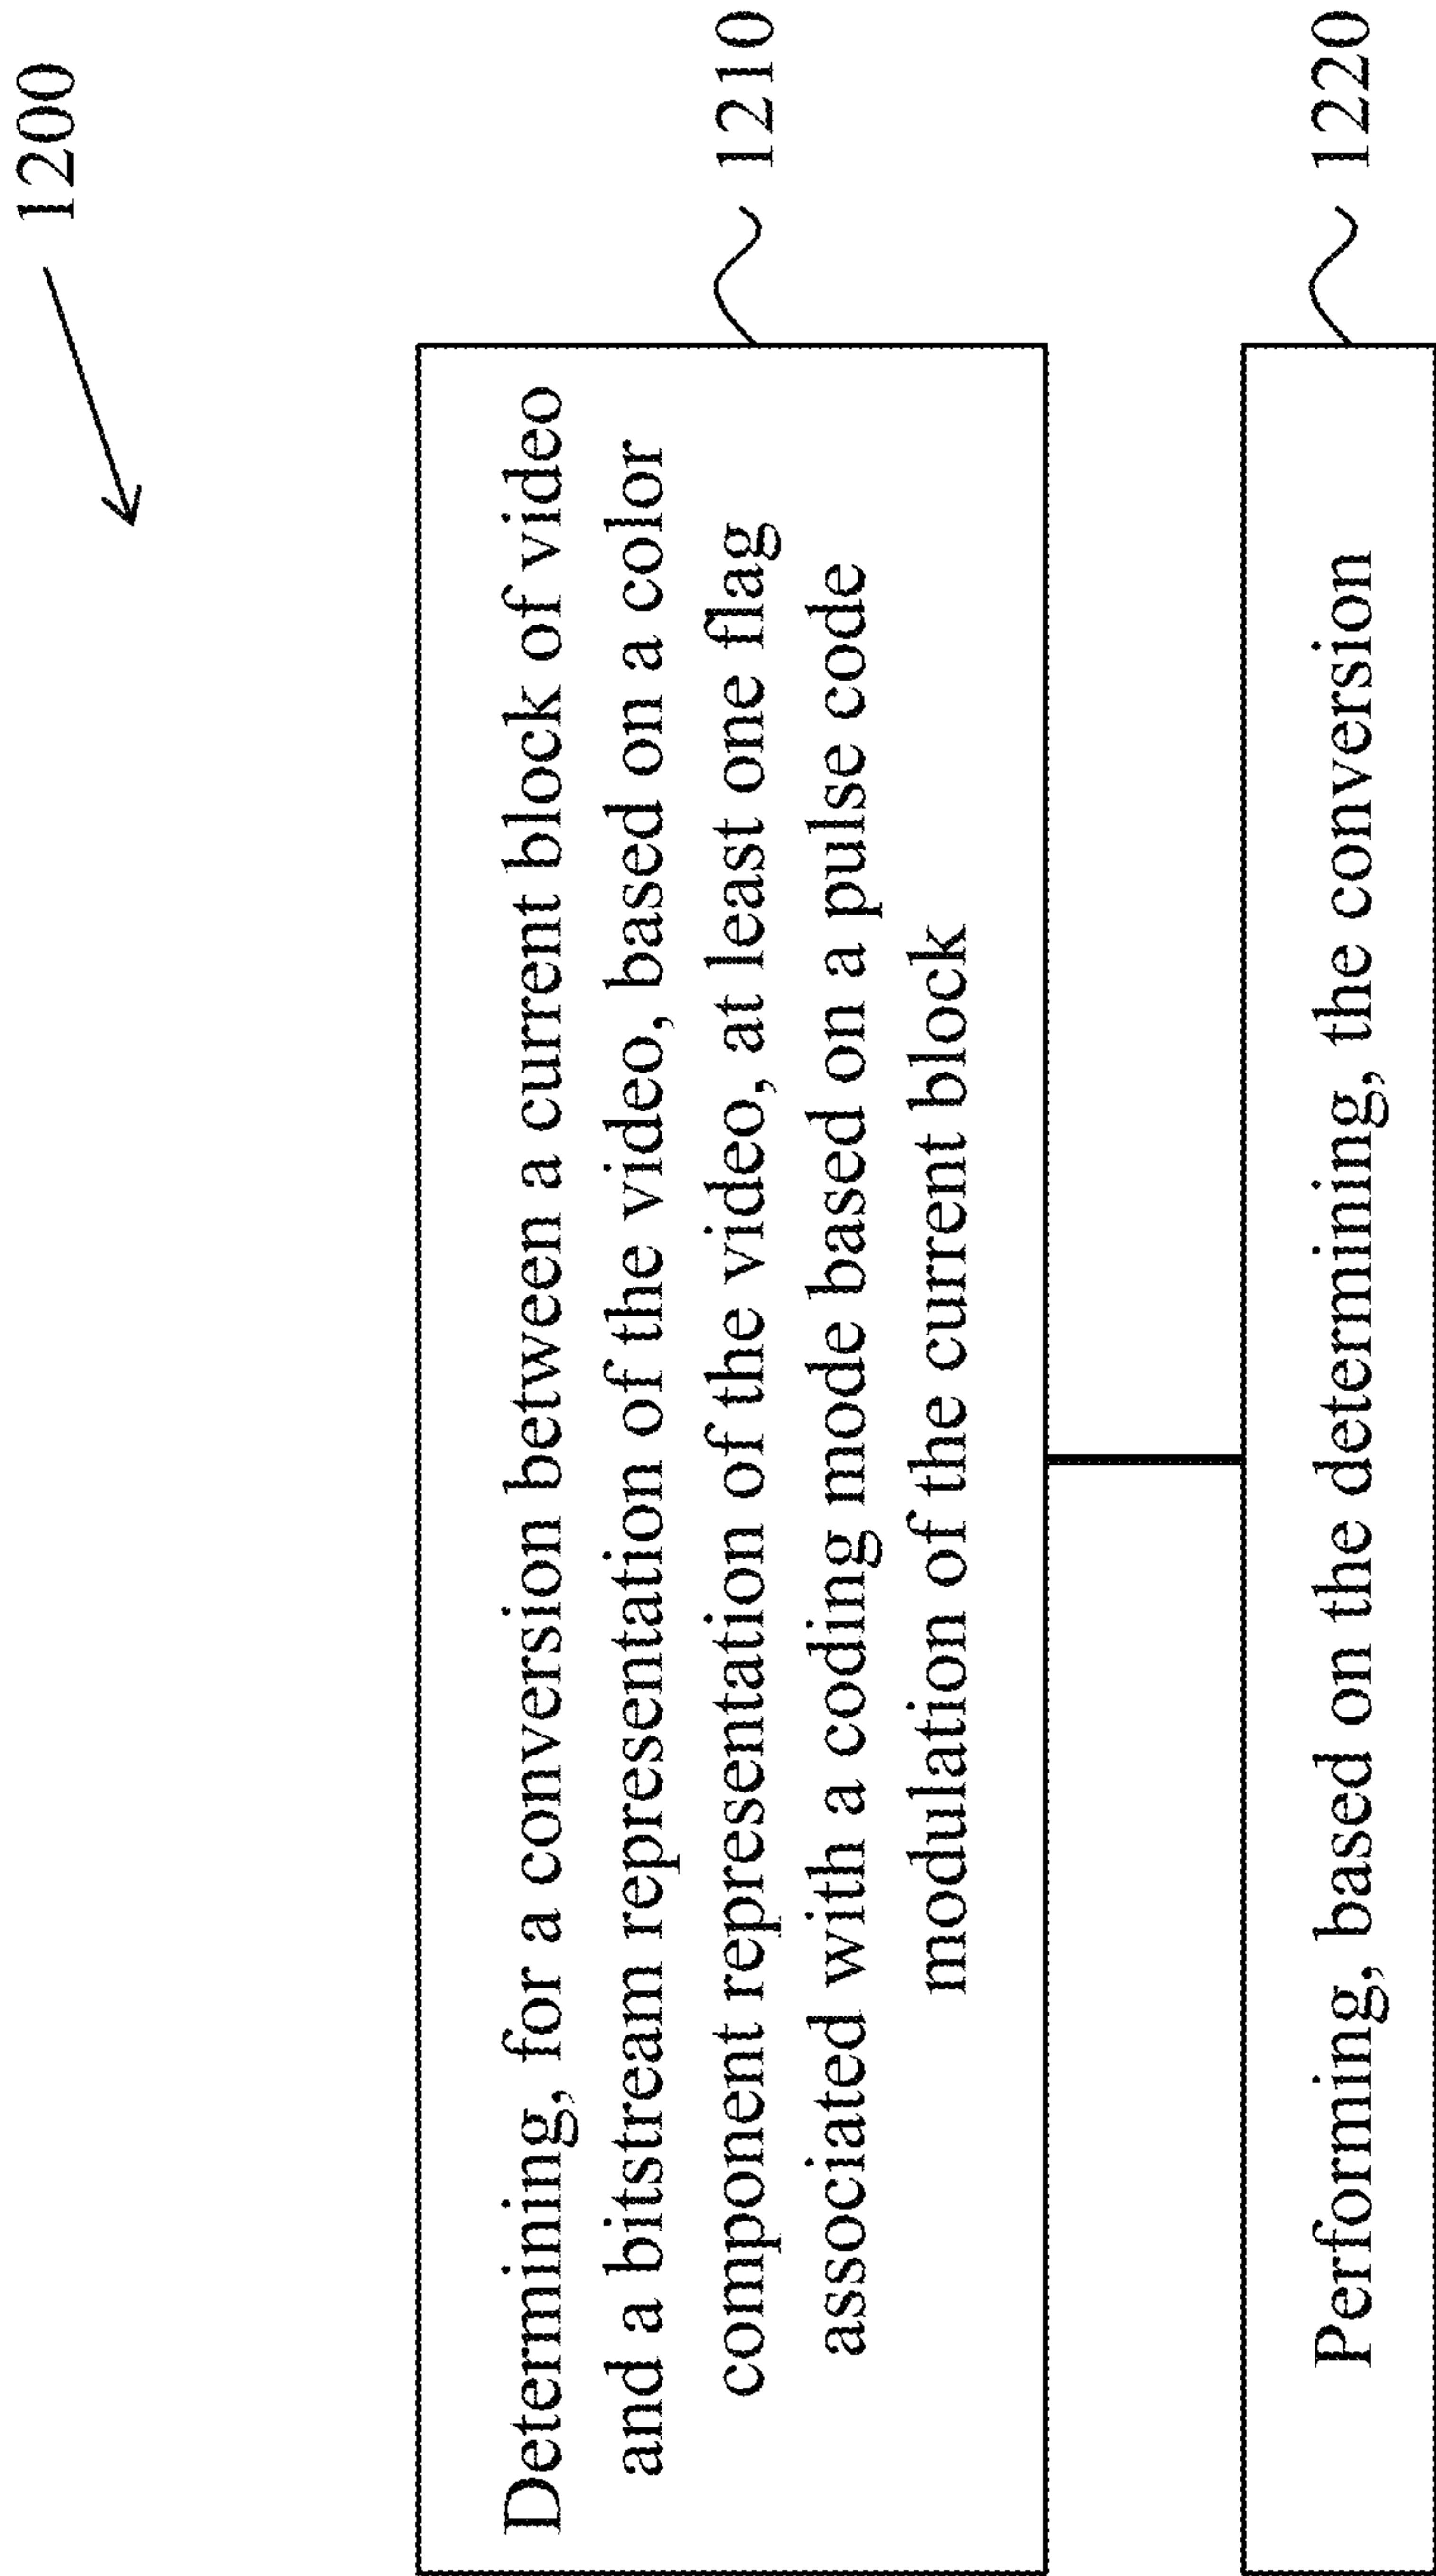 1200
Determining, for a conversion between a current block of video
and a bitstream representation of the video, based on a color
component representation of the video, at least one flag
associated with a coding mode based on a pulse code
modulation of the current block
1210
Performing, based on the determining, the conversion
1220